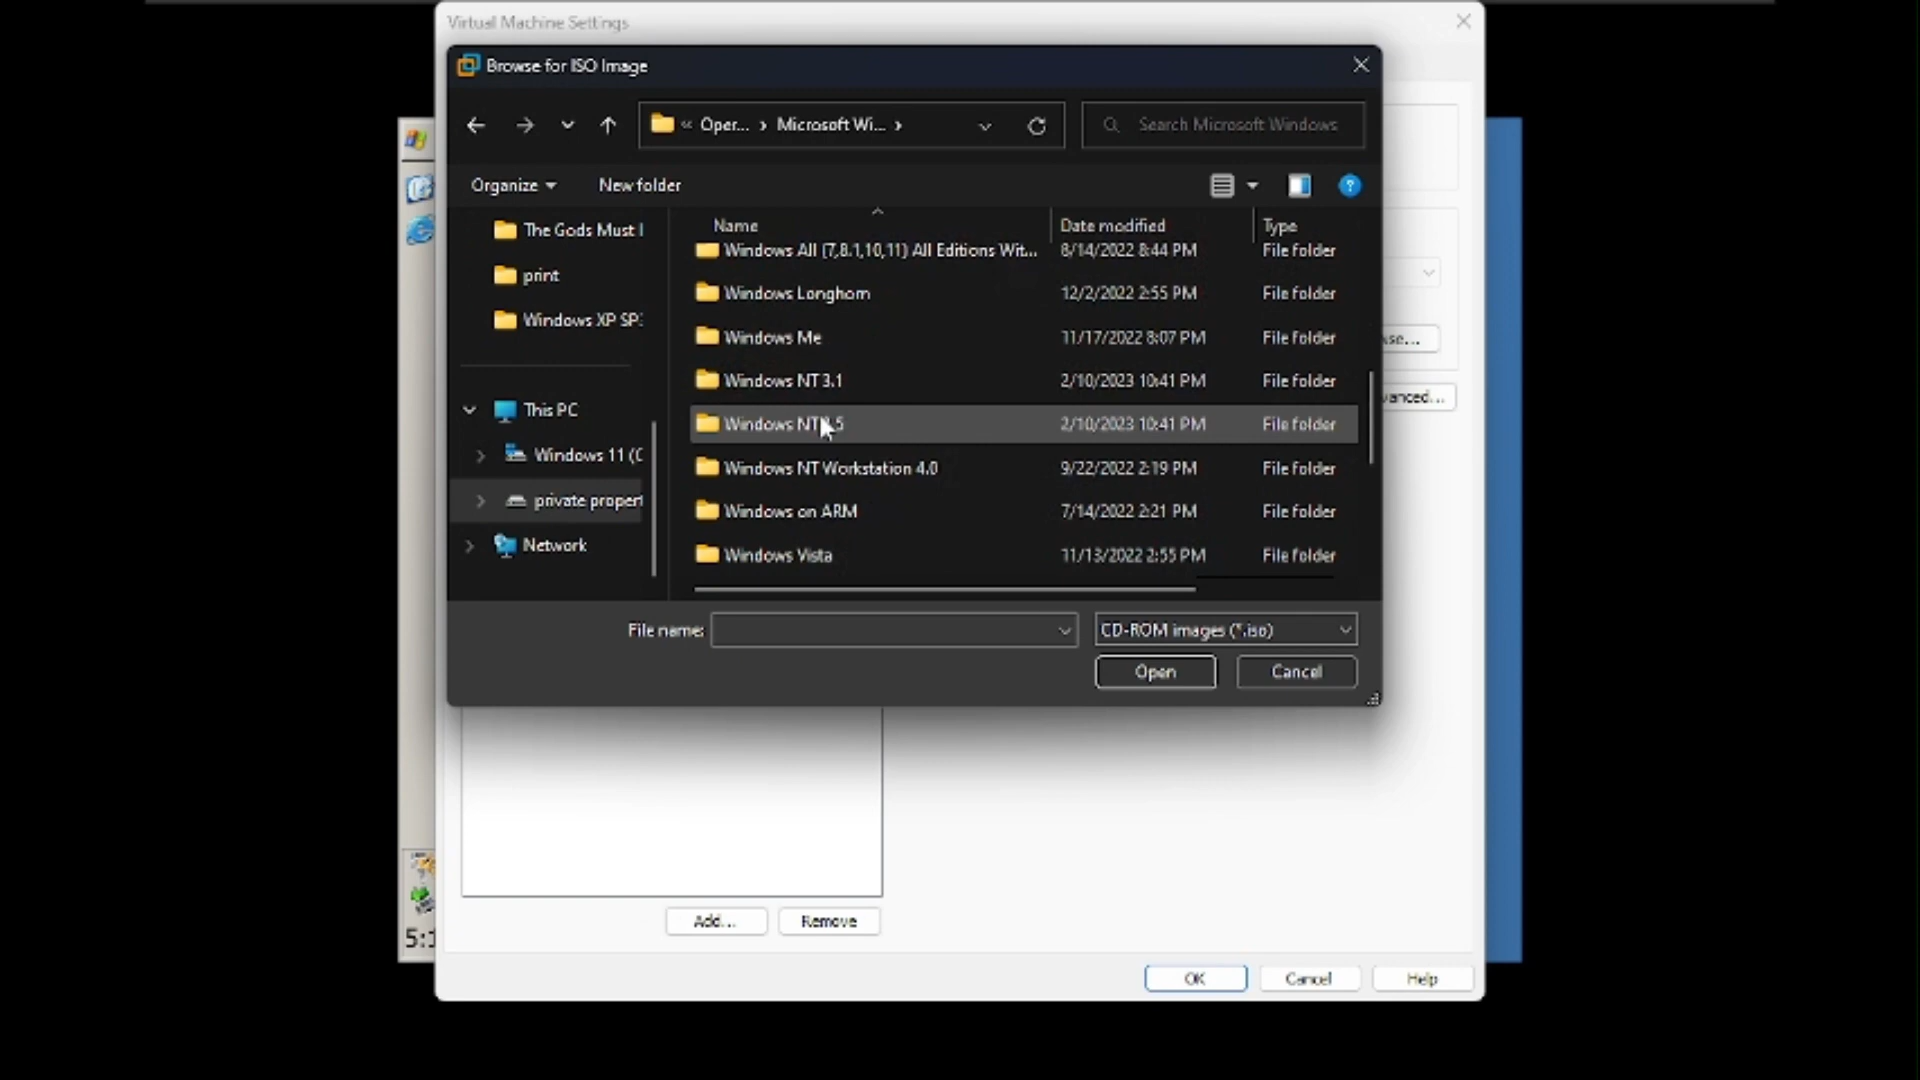 Virtual Machine Settings
Browse for ISO Image
« Oper... › Microsoft Wi... ›
Search Microsoft Windows
Organize
New folder
Name
Date modified
Type
The Gods Must
print
Windows XP SP
This PC
Windows 11 (
private propert
Network
Windows All (7,8.1,10,11) All Editions Wit... 8/14/2022 8:44 PM File folder
Windows Longhorn 12/2/2022 2:55 PM File folder
Windows Me 11/17/2022 8:07 PM File folder
Windows NT 3.1 2/10/2023 10:41 PM File folder
Windows NT 5 2/10/2023 10:41 PM File folder
Windows NT Workstation 4.0 9/22/2022 2:19 PM File folder
Windows on ARM 7/14/2022 2:21 PM File folder
Windows Vista 11/13/2022 2:55 PM File folder
se...
vanced...
File name:
CD-ROM images (*.iso)
Open
Cancel
Add...
Remove
5:1
OK
Cancel
Help